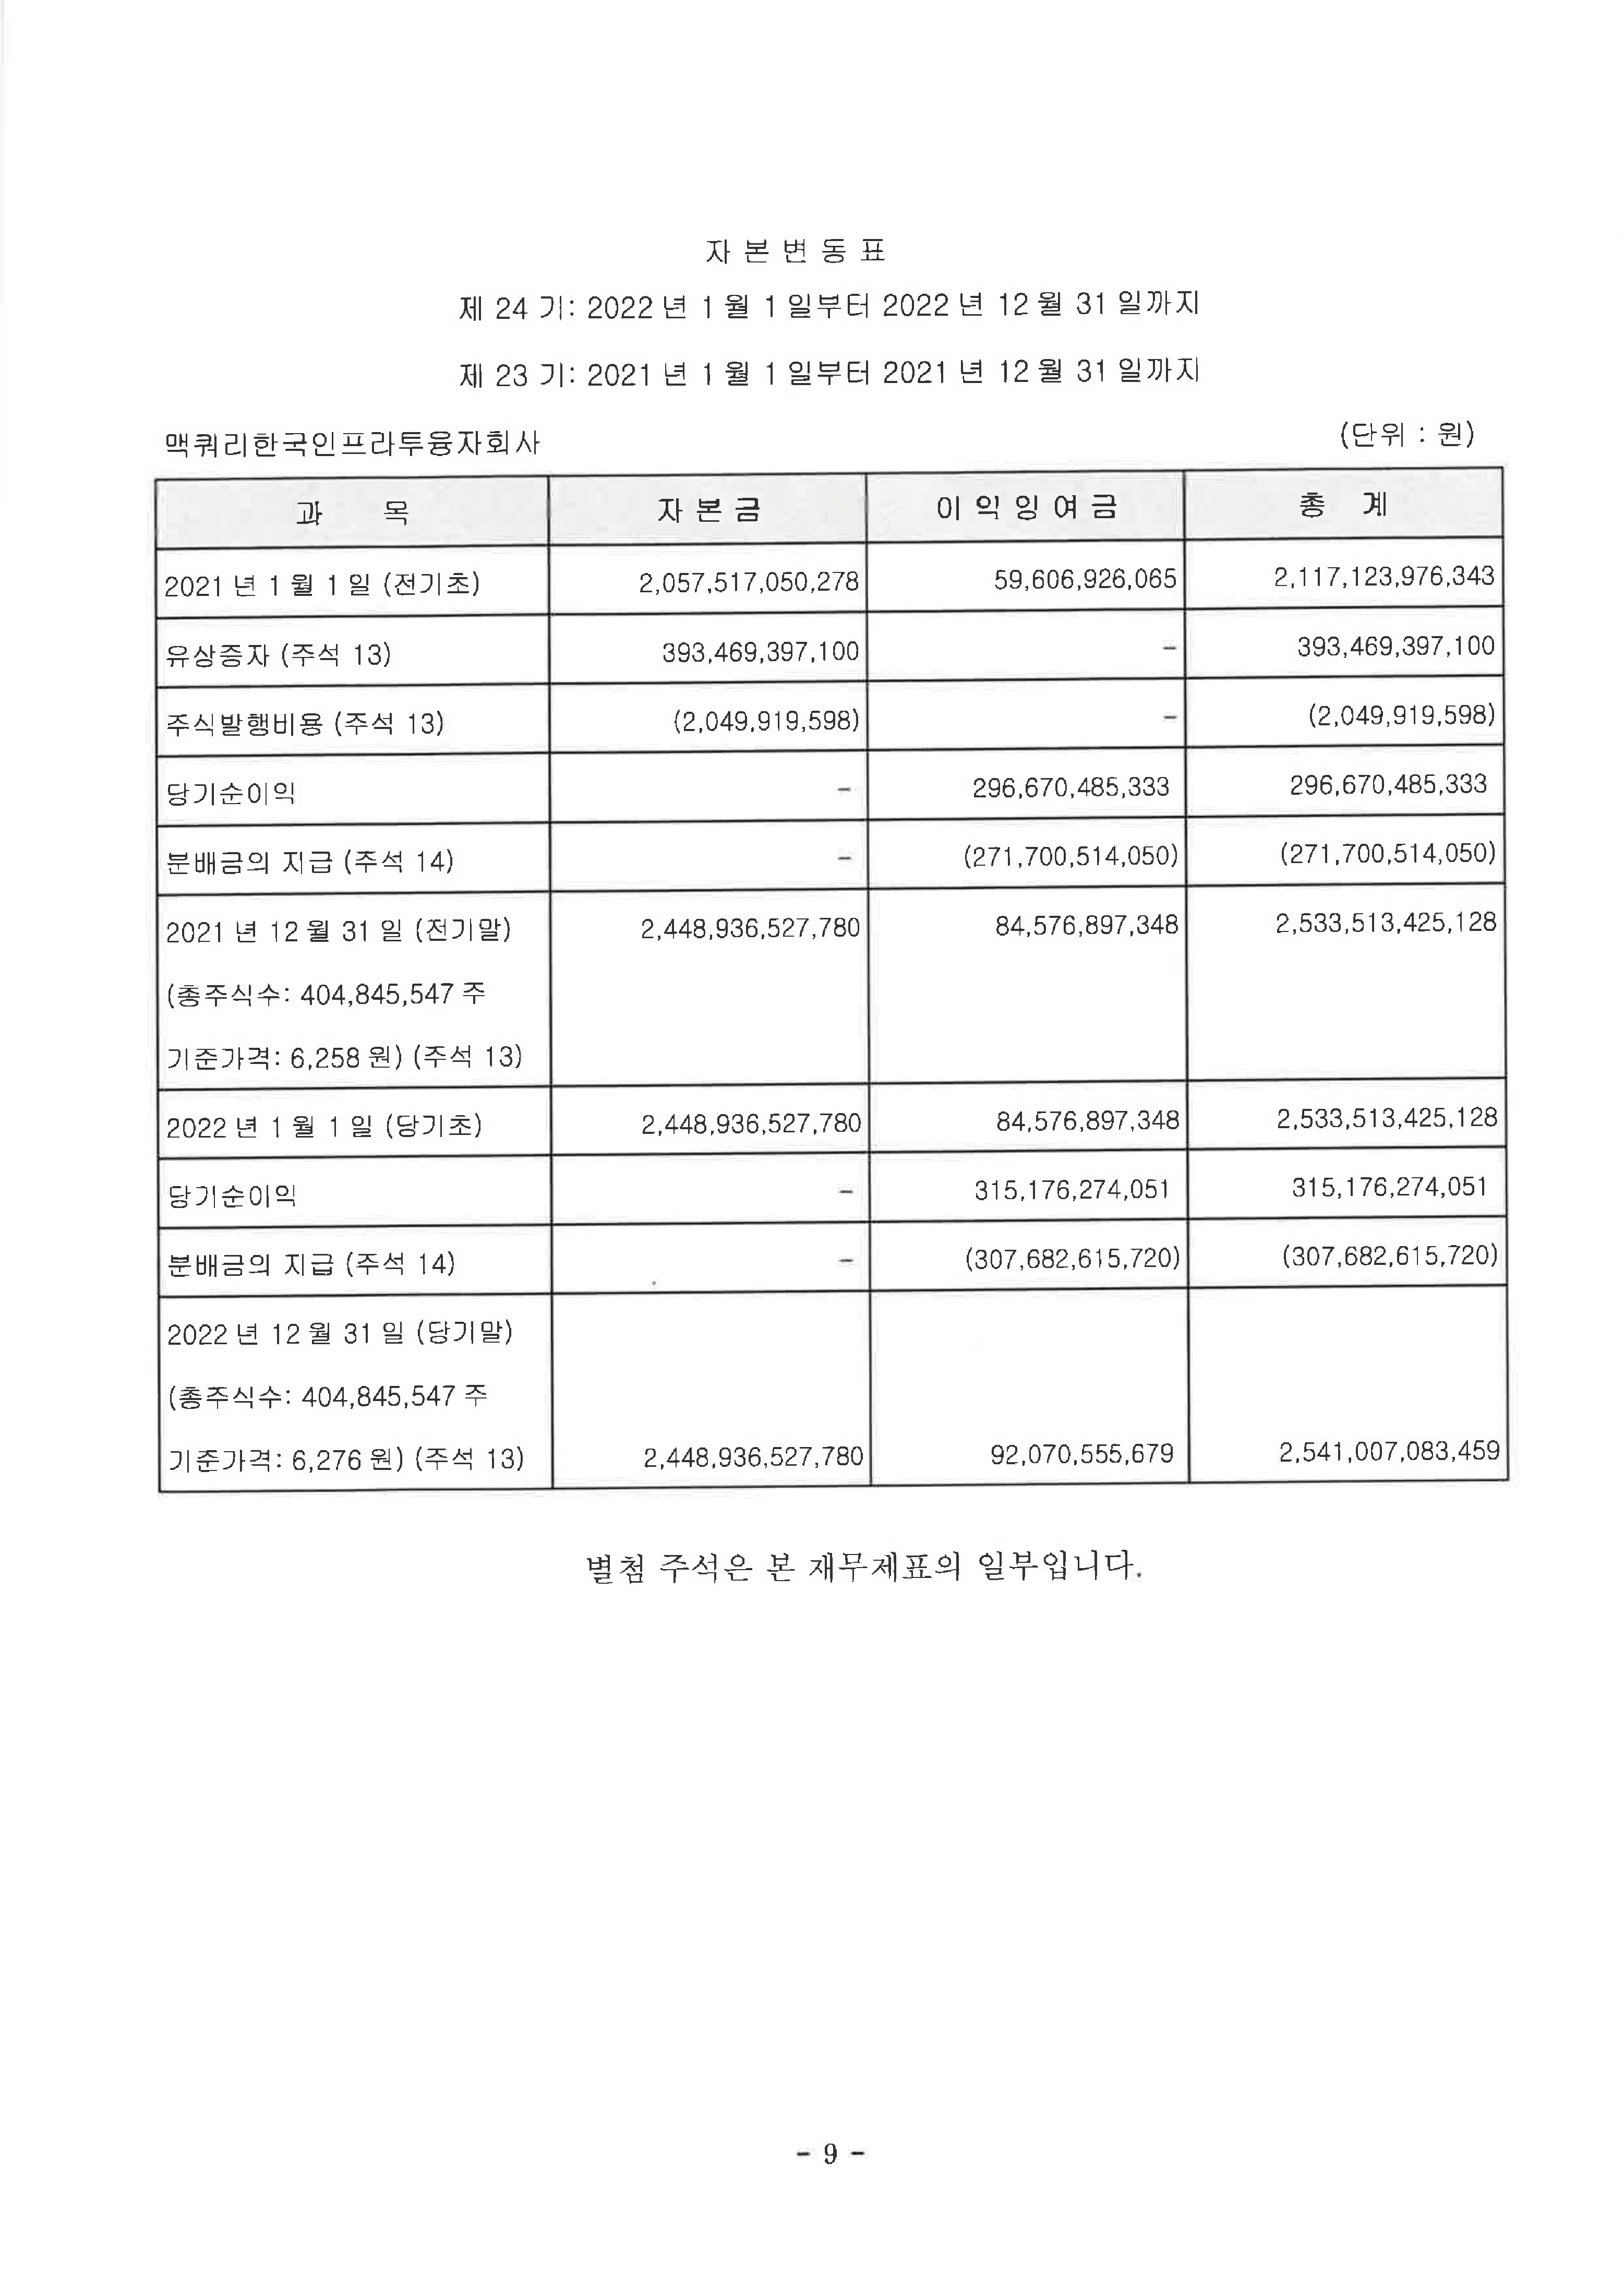 자 본 변 동 표
제 24 기: 2022 년 1 월 1 일부터 2022 년 12 월 31 일까지
제 23 기: 2021 년 1 월 1 일부터 2021 년 12 월 31 일까지
맥쿼리한국인프라투융자회사 (단위 : 원)
과 목 자 본 금 이 익 잉 여 금 총 계
2021 년 1 월 1 일 (전기초) 2,057,517,050,278 59,606,926,065 2,117,123,976,343
유상증자 (주석 13) 393,469,397,100 - 393,469,397,100
주식발행비용 (주석 13) (2,049,919,598) - (2,049,919,598)
당기순이익 - 296,670,485,333 296,670,485,333
분배금의 지급 (주석 14) - (271,700,514,050) (271,700,514,050)
2021 년 12 월 31 일 (전기말) 2,448,936,527,780 84,576,897,348 2,533,513,425,128
(총주식수: 404,845,547 주
기준가격: 6,258 원) (주석 13)
2022 년 1 월 1 일 (당기초) 2,448,936,527,780 84,576,897,348 2,533,513,425,128
당기순이익 - 315,176,274,051 315,176,274,051
분배금의 지급 (주석 14) - (307,682,615,720) (307,682,615,720)
2022 년 12 월 31 일 (당기말)
(총주식수: 404,845,547 주
기준가격: 6,276 원) (주석 13) 2,448,936,527,780 92,070,555,679 2,541,007,083,459
별첨 주석은 본 재무제표의 일부입니다.
- 9 -